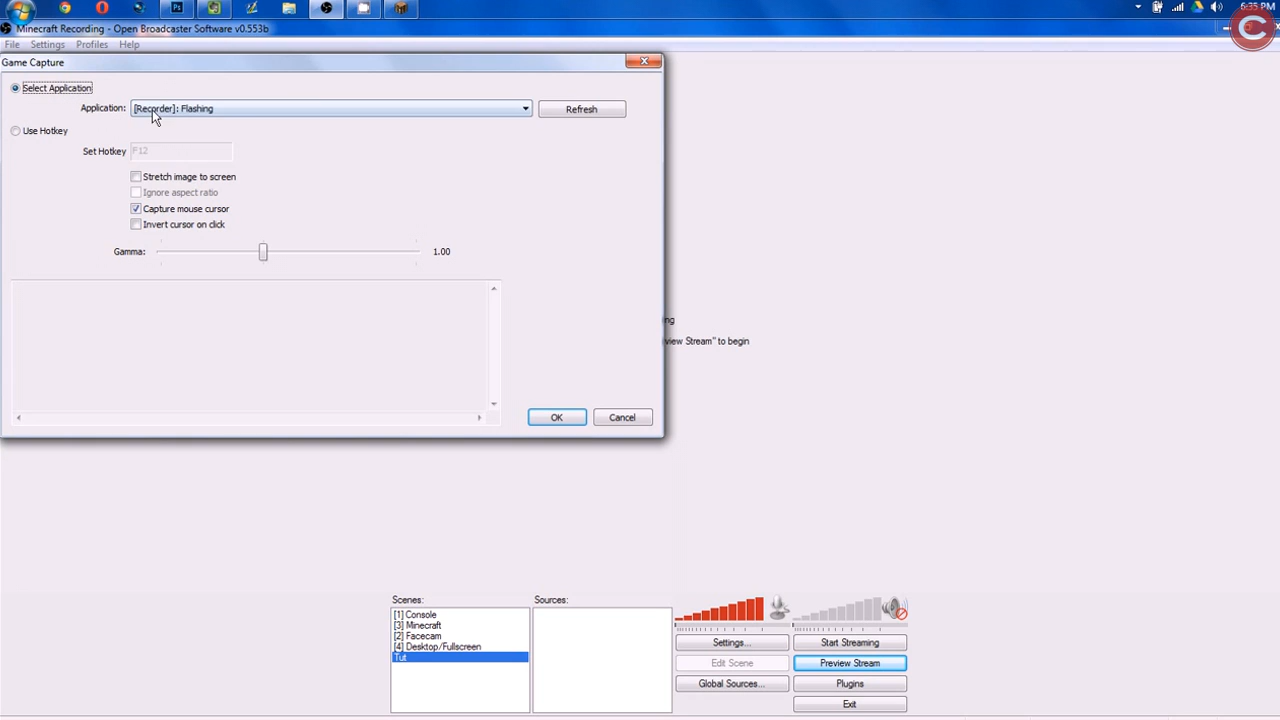 6:35 PM
Minecraft Recording - Open Broadcaster Software v0.553b
File Settings Profiles Help
Game Capture
Select Application
Application: [Recorder]: Flashing Refresh
Use Hotkey
Set Hotkey F12
Stretch image to screen
Ignore aspect ratio
Capture mouse cursor
Invert cursor on click
Gamma: 1.00
ng
view Stream" to begin
OK Cancel
Scenes: Sources:
[1] Console
[3] Minecraft
[2] Facecam
[4] Desktop/Fullscreen
Tut
Settings... Start Streaming
Edit Scene Preview Stream
Global Sources... Plugins
Exit